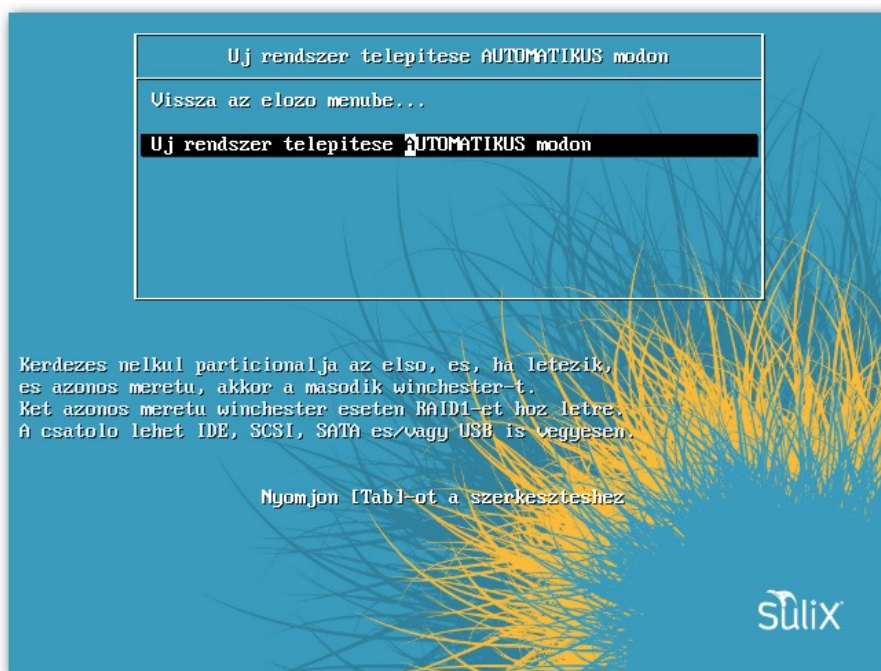 Uj rendszer telepitese AUTOMATIKUS modon
Vissza az elozo menube...
Uj rendszer telepitese AUTOMATIKUS modon
Kerdezes nelkul particionalja az elso, es, ha letezik,
es azonos meretu, akkor a masodik winchester-t.
Ket azonos meretu winchester eseten RAID1-et hoz letre.
A csatolo lehet IDE, SCSI, SATA es/vagy USB is vegyesen.
Nyomjon [Tab]-ot a szerkeszteshez
SuliX